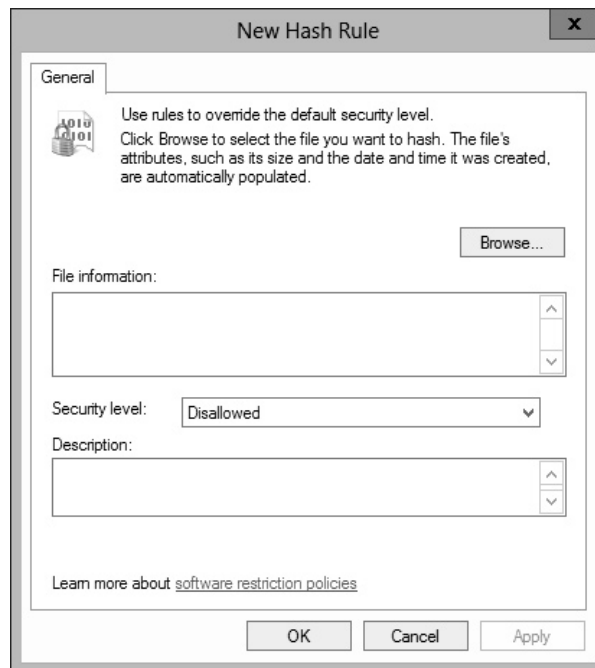 New Hash Rule
x
General
Use rules to override the default security level.
Click Browse to select the file you want to hash. The file's
attributes, such as its size and the date and time it was created,
are automatically populated.
Browse...
File information:
Security level:
Disallowed
Description:
Learn more about software restriction policies
OK
Cancel
Apply